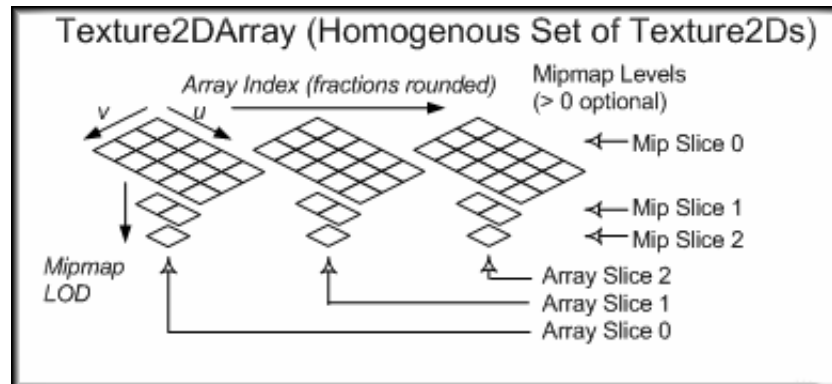 Texture2DArray (Homogenous Set of Texture2Ds)
Array Index (fractions rounded)
Mipmap Levels
(> 0 optional)
v
u
Mip Slice 0
Mip Slice 1
Mip Slice 2
Mipmap
LOD
Array Slice 2
Array Slice 1
Array Slice 0